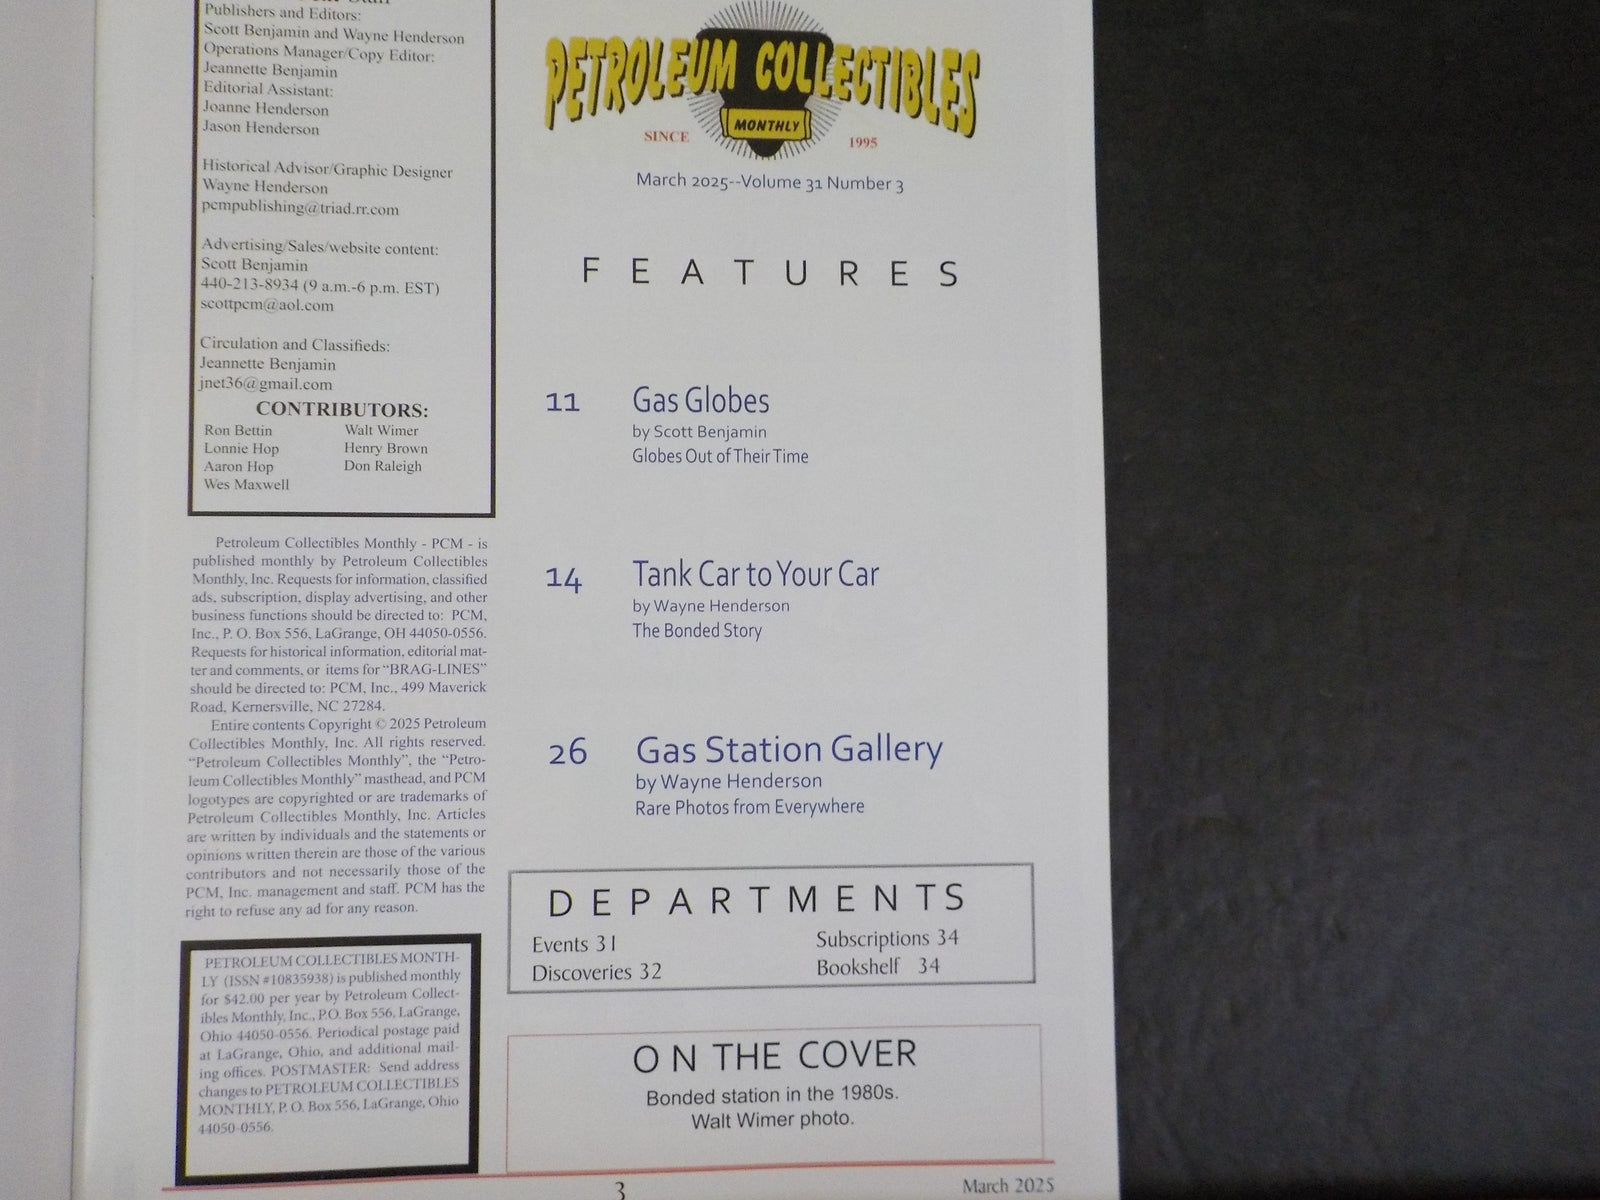 Publishers and Editors:
Scott Benjamin and Wayne Henderson
Operations Manager/Copy Editor:
Jeannette Benjamin
Editorial Assistant:
Joanne Henderson
Jason Henderson
Historical Advisor/Graphic Designer
Wayne Henderson
pcmpublishing@triad.rr.com
Advertising/Sales/website content:
Scott Benjamin
440-213-8934 (9 a.m.-6 p.m. EST)
scottpcm@aol.com
Circulation and Classifieds:
Jeannette Benjamin
jnet36@gmail.com
CONTRIBUTORS:
Ron Bettin
Lonnie Hop
Aaron Hop
Wes Maxwell
Walt Wimer
Henry Brown
Don Raleigh
Petroleum Collectibles Monthly - PCM - is
published monthly by Petroleum Collectibles
Monthly, Inc. Requests for information, classified
ads, subscription, display advertising, and other
business functions should be directed to: PCM,
Inc., P. O. Box 556, LaGrange, OH 44050-0556.
Requests for historical information, editorial mat-
ter and comments, or items for “BRAG-LINES”
should be directed to: PCM, Inc., 499 Maverick
Road, Kernersville, NC 27284.
Entire contents Copyright © 2025 Petroleum
Collectibles Monthly, Inc. All rights reserved.
“Petroleum Collectibles Monthly”, the “Petro-
leum Collectibles Monthly” masthead, and PCM
logotypes are copyrighted or are trademarks of
Petroleum Collectibles Monthly, Inc. Articles
are written by individuals and the statements or
opinions written therein are those of the various
contributors and not necessarily those of the
PCM, Inc. management and staff. PCM has the
right to refuse any ad for any reason.
PETROLEUM COLLECTIBLES MONTH-
LY (ISSN #10835938) is published monthly
for $42.00 per year by Petroleum Collect-
ibles Monthly, Inc., P.O. Box 556, LaGrange,
Ohio 44050-0556. Periodical postage paid
at LaGrange, Ohio, and additional mail-
ing offices. POSTMASTER: Send address
changes to PETROLEUM COLLECTIBLES
MONTHLY, P. O. Box 556, LaGrange, Ohio
44050-0556.
PETROLEUM COLLECTIBLES
MONTHLY
SINCE 1995
March 2025--Volume 31 Number 3
FEATURES
11 Gas Globes
by Scott Benjamin
Globes Out of Their Time
14 Tank Car to Your Car
by Wayne Henderson
The Bonded Story
26 Gas Station Gallery
by Wayne Henderson
Rare Photos from Everywhere
DEPARTMENTS
Events 31 Subscriptions 34
Discoveries 32 Bookshelf 34
ON THE COVER
Bonded station in the 1980s.
Walt Wimer photo.
3 March 2025